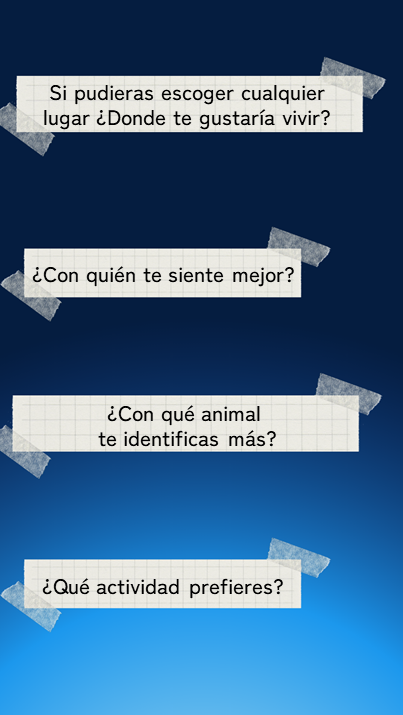 Si pudieras escoger cualquier
lugar ¿Donde te gustaría vivir?
¿Con quién te siente mejor?
¿Con qué animal
te identificas más?
¿Qué actividad prefieres?